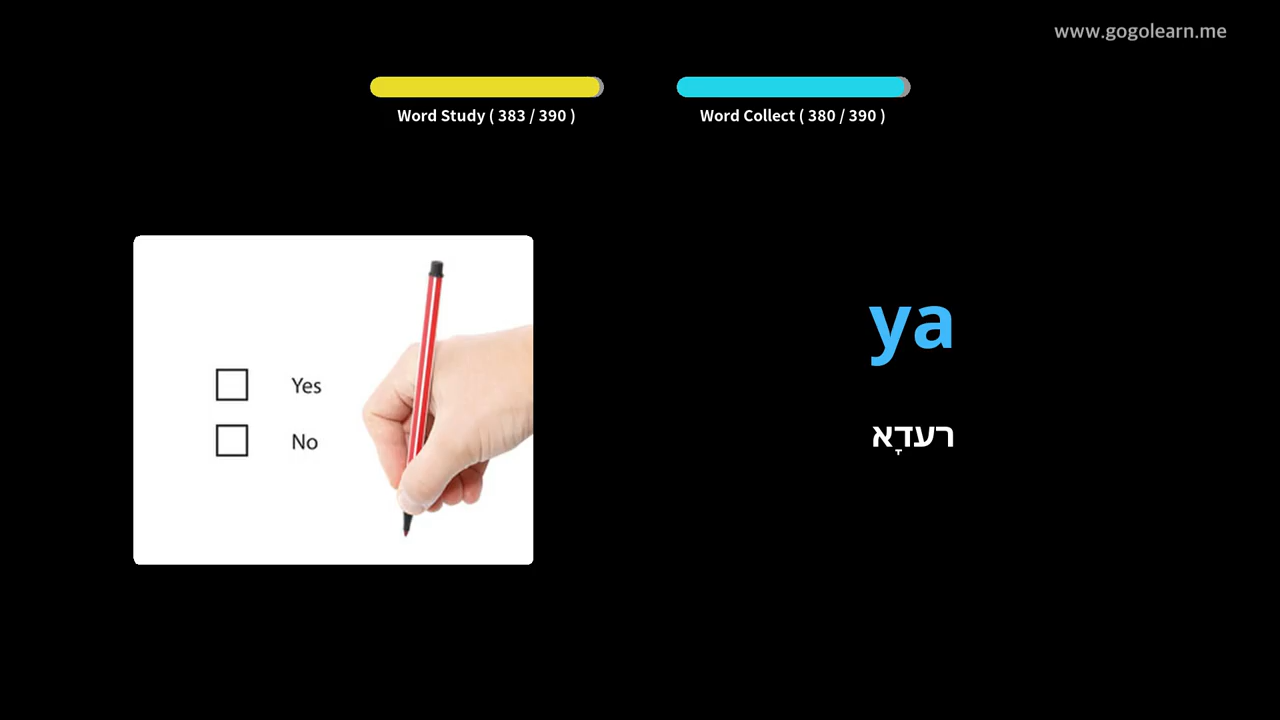 www.gogolearn.me
Word Study ( 383 / 390 )
Word Collect ( 380 / 390 )
Yes
No
ya
רעדָא